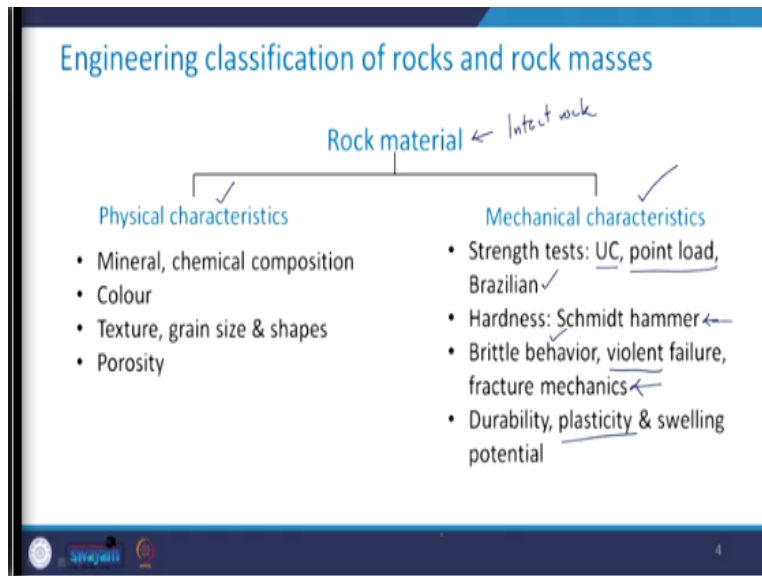 Engineering classification of rocks and rock masses
Rock material ← Intact rock
Physical characteristics
• Mineral, chemical composition
• Colour
• Texture, grain size & shapes
• Porosity
Mechanical characteristics
• Strength tests: UC, point load,
Brazilian
• Hardness: Schmidt hammer
• Brittle behavior, violent failure,
fracture mechanics
• Durability, plasticity & swelling
potential
swayam
4